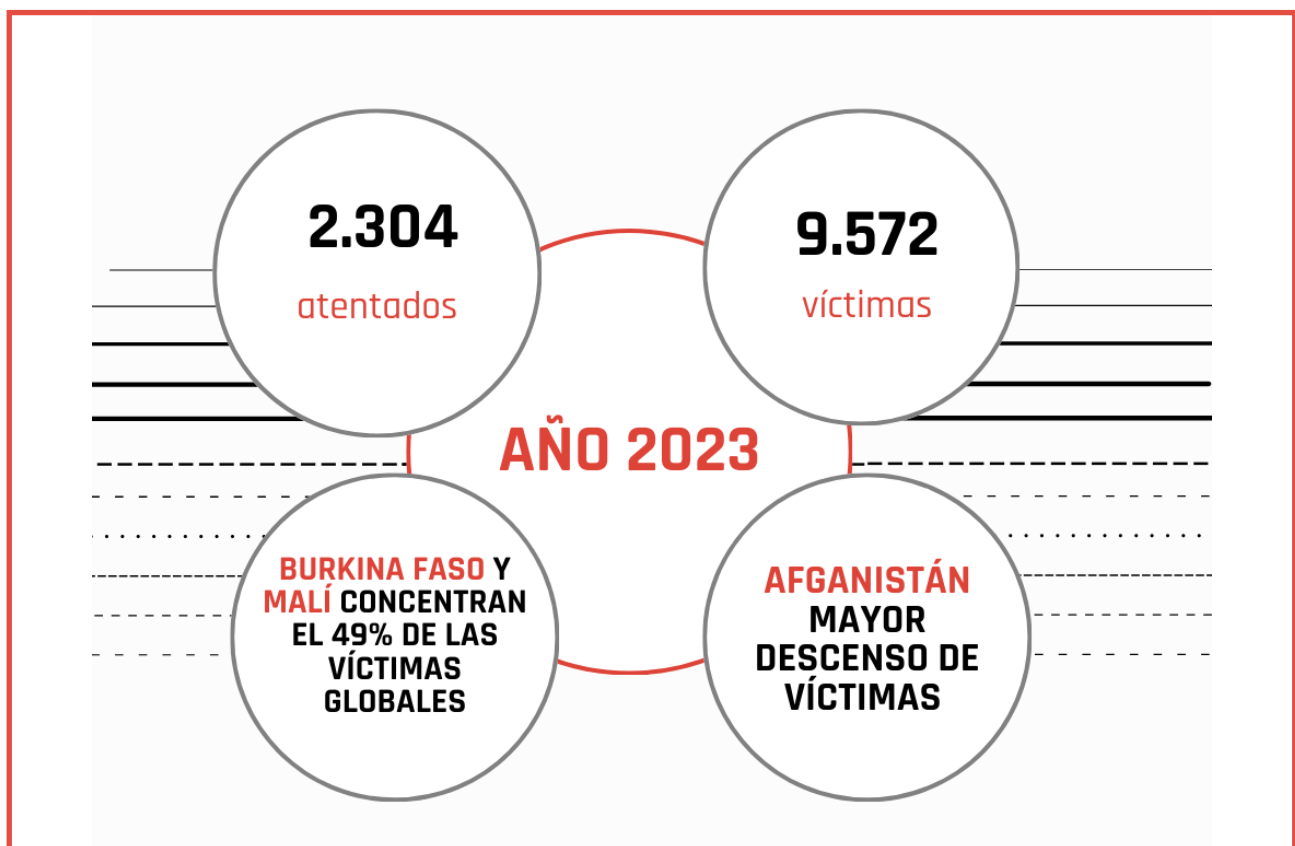 2.304
atentados
9.572
víctimas
AÑO 2023
BURKINA FASO Y
MALÍ CONCENTRAN
EL 49% DE LAS
VÍCTIMAS
GLOBALES
AFGANISTÁN
MAYOR
DESCENSO DE
VÍCTIMAS